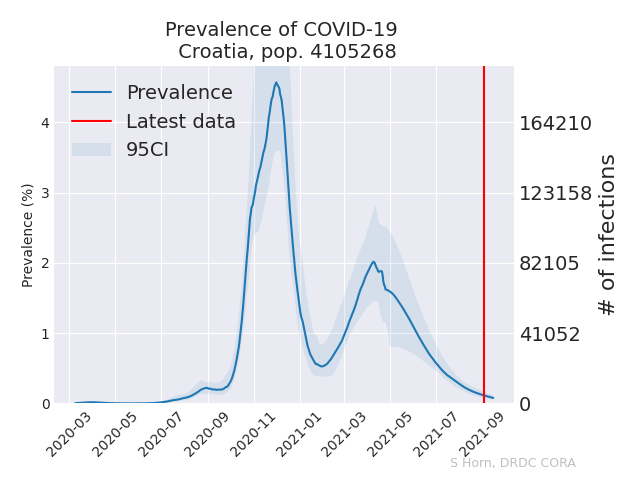 Prevalence of COVID-19
Croatia, pop. 4105268
Prevalence
Latest data
95CI
Prevalence (%)
4
3
2
1
0
164210
123158
82105
41052
0
# of infections
2020-03
2020-05
2020-07
2020-09
2020-11
2021-01
2021-03
2021-05
2021-07
2021-09
S Horn, DRDC CORA